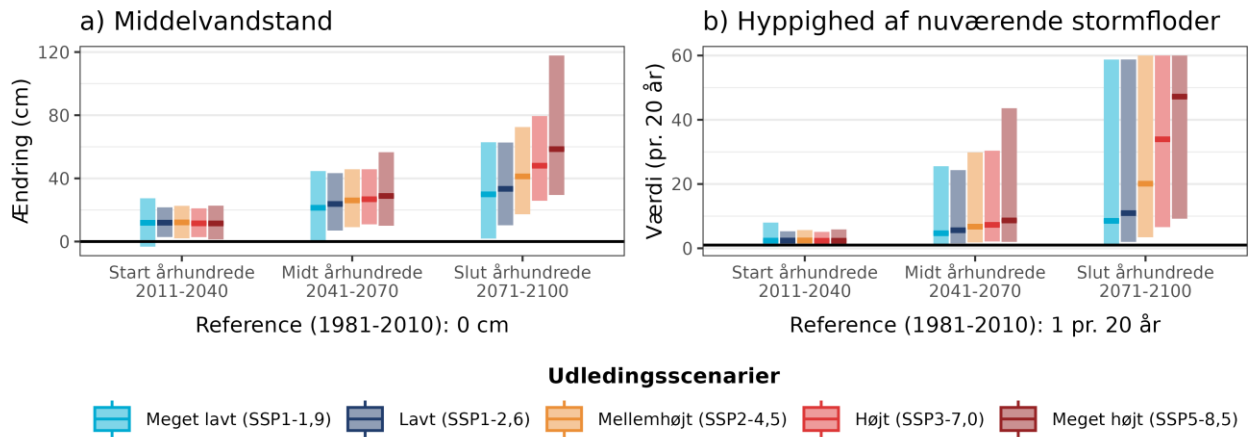 a) Middelvandstand
Ændring (cm)
120
80
40
0
Start århundrede
2011-2040
Midt århundrede
2041-2070
Slut århundrede
2071-2100
Reference (1981-2010): 0 cm
b) Hyppighed af nuværende stormfloder
Værdi (pr. 20 år)
60
40
20
0
Start århundrede
2011-2040
Midt århundrede
2041-2070
Slut århundrede
2071-2100
Reference (1981-2010): 1 pr. 20 år
Udledingsscenarier
Meget lavt (SSP1-1,9)
Lavt (SSP1-2,6)
Mellemhøjt (SSP2-4,5)
Højt (SSP3-7,0)
Meget højt (SSP5-8,5)